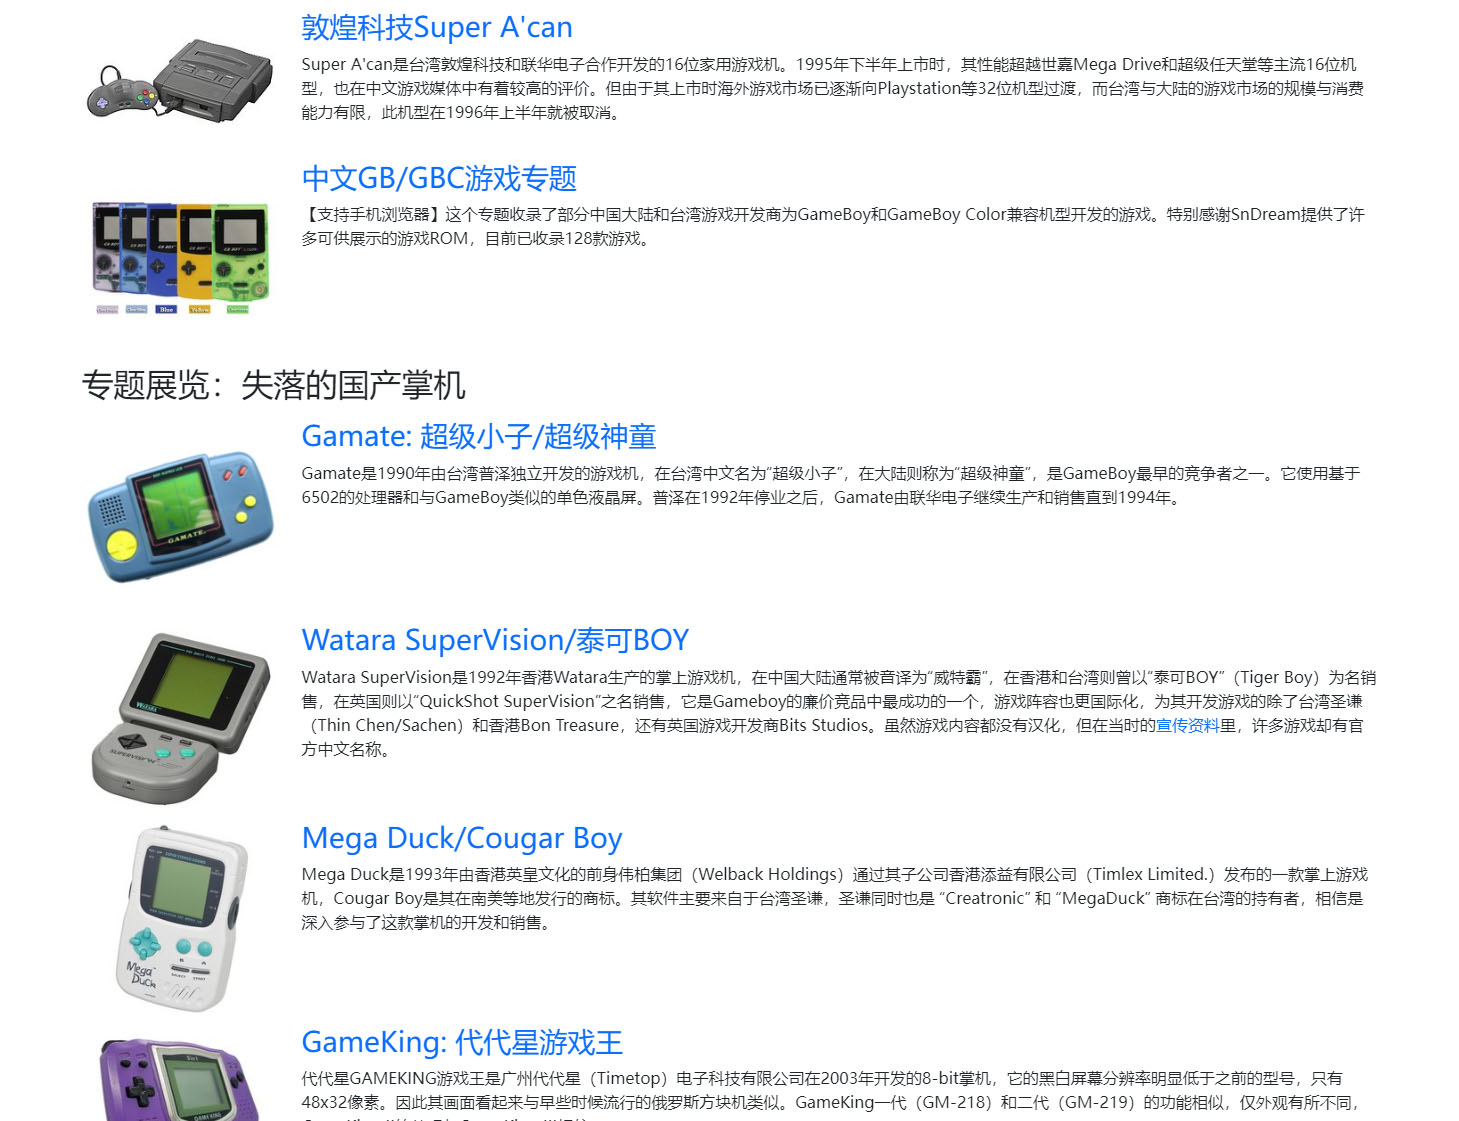 敦煌科技Super A'can
Super A'can是台湾敦煌科技和联华电子合作开发的16位家用游戏机。1995年下半年上市时，其性能超越世嘉Mega Drive和超级任天堂等主流16位机
型，也在中文游戏媒体中有着较高的评价。但由于其上市时海外游戏市场已逐渐向Playstation等32位机型过渡，而台湾与大陆的游戏市场的规模与消费
能力有限，此机型在1996年上半年就被取消。
中文GB/GBC游戏专题
【支持手机浏览器】这个专题收录了部分中国大陆和台湾游戏开发商为GameBoy和GameBoy Color兼容机型开发的游戏。特别感谢SnDream提供了许
多可供展示的游戏ROM，目前已收录128款游戏。
Blue
Yellow
专题展览：失落的国产掌机
Gamate: 超级小子/超级神童
Gamate是1990年由台湾普泽独立开发的游戏机，在台湾中文名为“超级小子”，在大陆则称为“超级神童”，是GameBoy最早的竞争者之一。它使用基于
6502的处理器和与GameBoy类似的单色液晶屏。普泽在1992年停业之后，Gamate由联华电子继续生产和销售直到1994年。
GAMATE
Watara SuperVision/泰可BOY
Watara SuperVision是1992年香港Watara生产的掌上游戏机，在中国大陆通常被音译为“威特霸”，在香港和台湾则曾以“泰可BOY”（Tiger Boy）为名销
售，在英国则以“QuickShot SuperVision”之名销售，它是Gameboy的廉价竞品中最成功的一个，游戏阵容也更国际化，为其开发游戏的除了台湾圣谦
（Thin Chen/Sachen）和香港Bon Treasure，还有英国游戏开发商Bits Studios。虽然游戏内容都没有汉化，但在当时的宣传资料里，许多游戏却有官
方中文名称。
WATARA
SUPERVISION
Mega Duck/Cougar Boy
Mega Duck是1993年由香港英皇文化的前身伟柏集团（Welback Holdings）通过其子公司香港添益有限公司（Timlex Limited.）发布的一款掌上游戏
机，Cougar Boy是其在南美等地发行的商标。其软件主要来自于台湾圣谦，圣谦同时也是 “Creatronic” 和 “MegaDuck” 商标在台湾的持有者，相信是
深入参与了这款掌机的开发和销售。
B A
Mega
Duck
SELECT START
GameKing: 代代星游戏王
代代星GAMEKING游戏王是广州代代星（Timetop）电子科技有限公司在2003年开发的8-bit掌机，它的黑白屏幕分辨率明显低于之前的型号，只有
48x32像素。因此其画面看起来与早些时候流行的俄罗斯方块机类似。GameKing一代（GM-218）和二代（GM-219）的功能相似，仅外观有所不同，
3in1
GAME KING